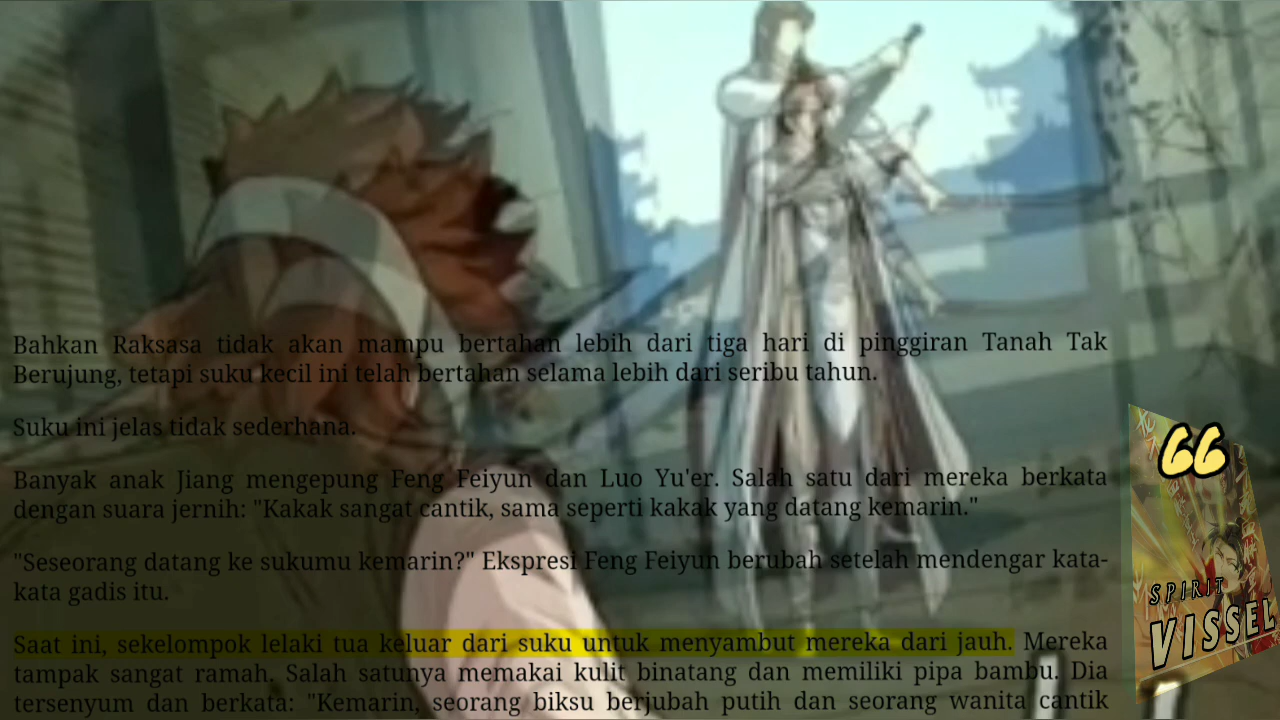 Bahkan Raksasa tidak akan mampu bertahan lebih dari tiga hari di pinggiran Tanah Tak
Berujung, tetapi suku kecil ini telah bertahan selama lebih dari seribu tahun.
Suku ini jelas tidak sederhana.
Banyak anak Jiang mengepung Feng Feiyun dan Luo Yu'er. Salah satu dari mereka berkata
dengan suara jernih: "Kakak sangat cantik, sama seperti kakak yang datang kemarin."
"Seseorang datang ke sukumu kemarin?" Ekspresi Feng Feiyun berubah setelah mendengar kata-
kata gadis itu.
Saat ini, sekelompok lelaki tua keluar dari suku untuk menyambut mereka dari jauh. Mereka
tampak sangat ramah. Salah satunya memakai kulit binatang dan memiliki pipa bambu. Dia
tersenyum dan berkata: "Kemarin, seorang biksu berjubah putih dan seorang wanita cantik
66
SPIRIT
VISSEL